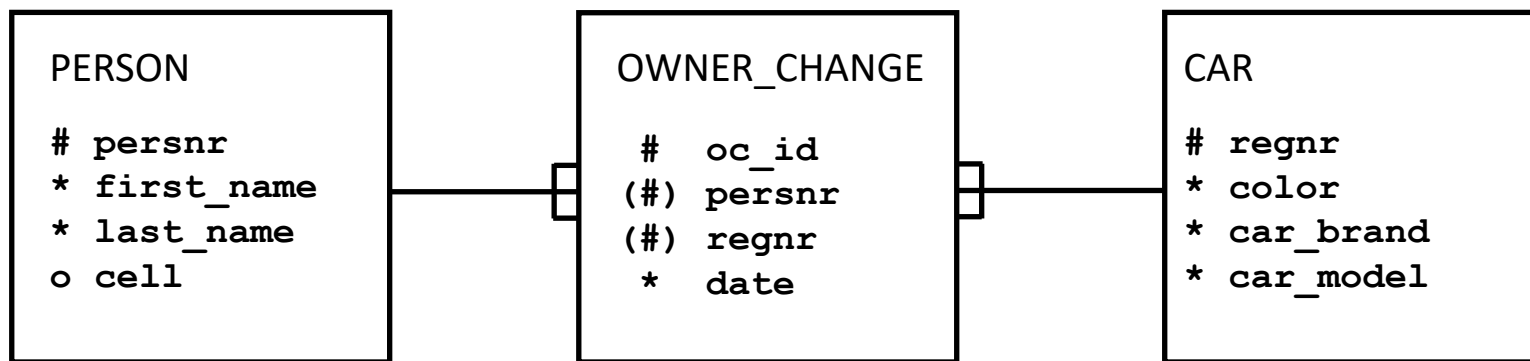 PERSON
# persnr
* first_name
* last_name
o cell
OWNER_CHANGE
# oc_id
(#) persnr
(#) regnr
* date
CAR
# regnr
* color
* car_brand
* car_model